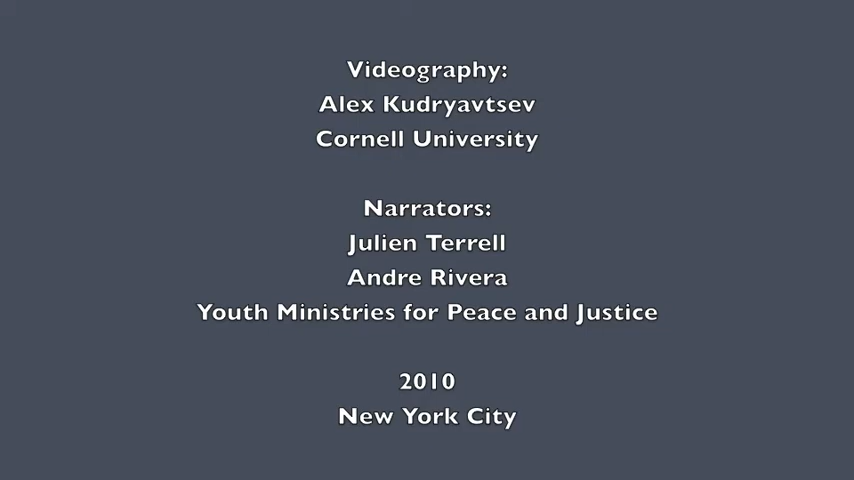 Videography:
Alex Kudryavtsev
Cornell University
Narrators:
Julien Terrell
Andre Rivera
Youth Ministries for Peace and Justice
2010
New York City